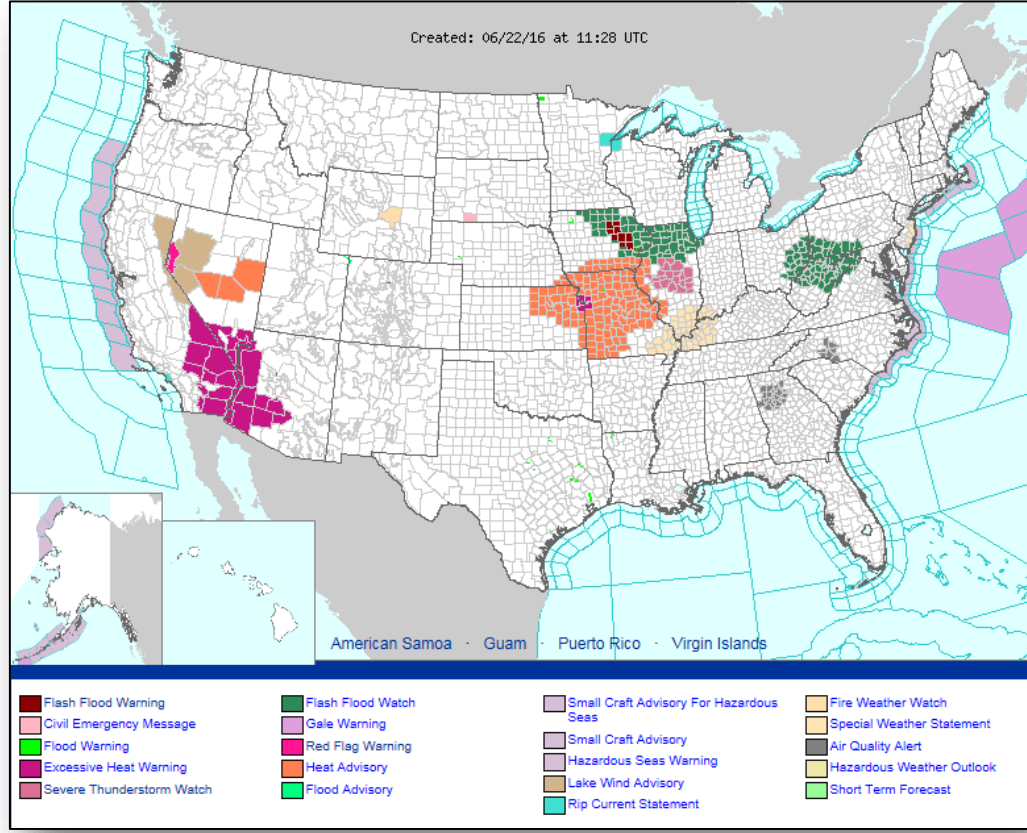 Created: 06/22/16 at 11:28 UTC
American Samoa · Guam · Puerto Rico · Virgin Islands
Flash Flood Warning
Civil Emergency Message
Flood Warning
Excessive Heat Warning
Severe Thunderstorm Watch
Flash Flood Watch
Gale Warning
Red Flag Warning
Heat Advisory
Flood Advisory
Small Craft Advisory For Hazardous
Seas
Small Craft Advisory
Hazardous Seas Warning
Lake Wind Advisory
Rip Current Statement
Fire Weather Watch
Special Weather Statement
Air Quality Alert
Hazardous Weather Outlook
Short Term Forecast